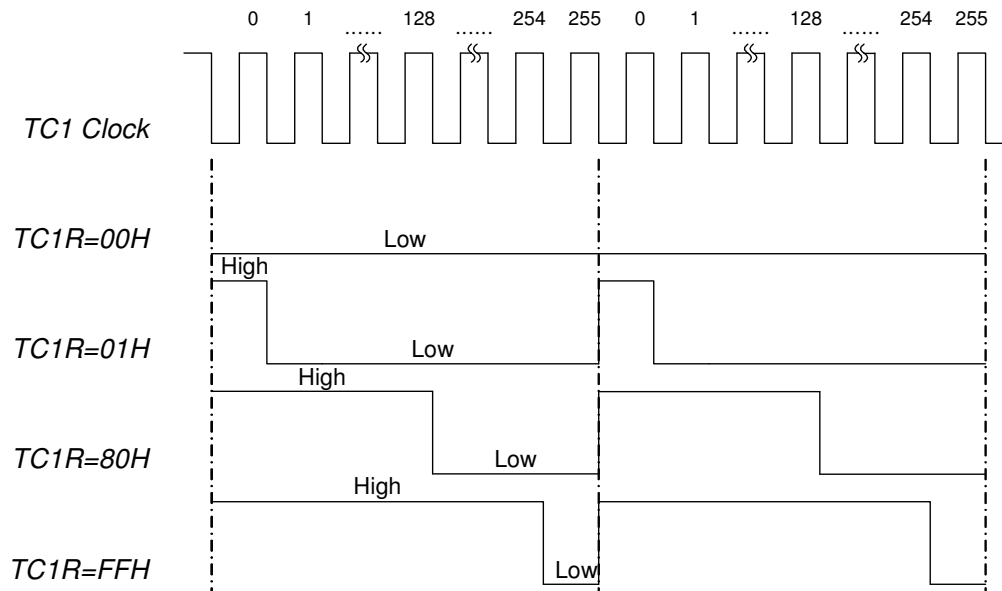 0 1 ...... 128 ...... 254 255 0 1 ...... 128 ...... 254 255
TC1 Clock
TC1R=00H
Low
High
TC1R=01H
Low
High
TC1R=80H
Low
High
TC1R=FFH
Low